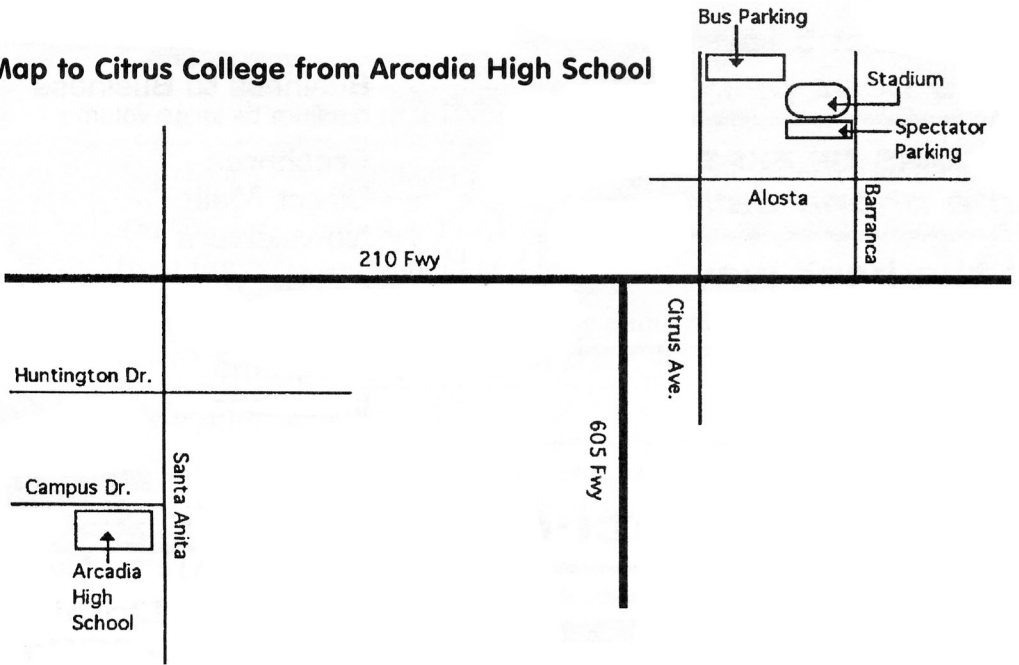 Bus Parking
Map to Citrus College from Arcadia High School
Stadium
Spectator
Parking
Alosta
Barranca
210 Fwy
Citrus Ave.
Huntington Dr.
605 Fwy
Santa Anita
Campus Dr.
Arcadia
High
School